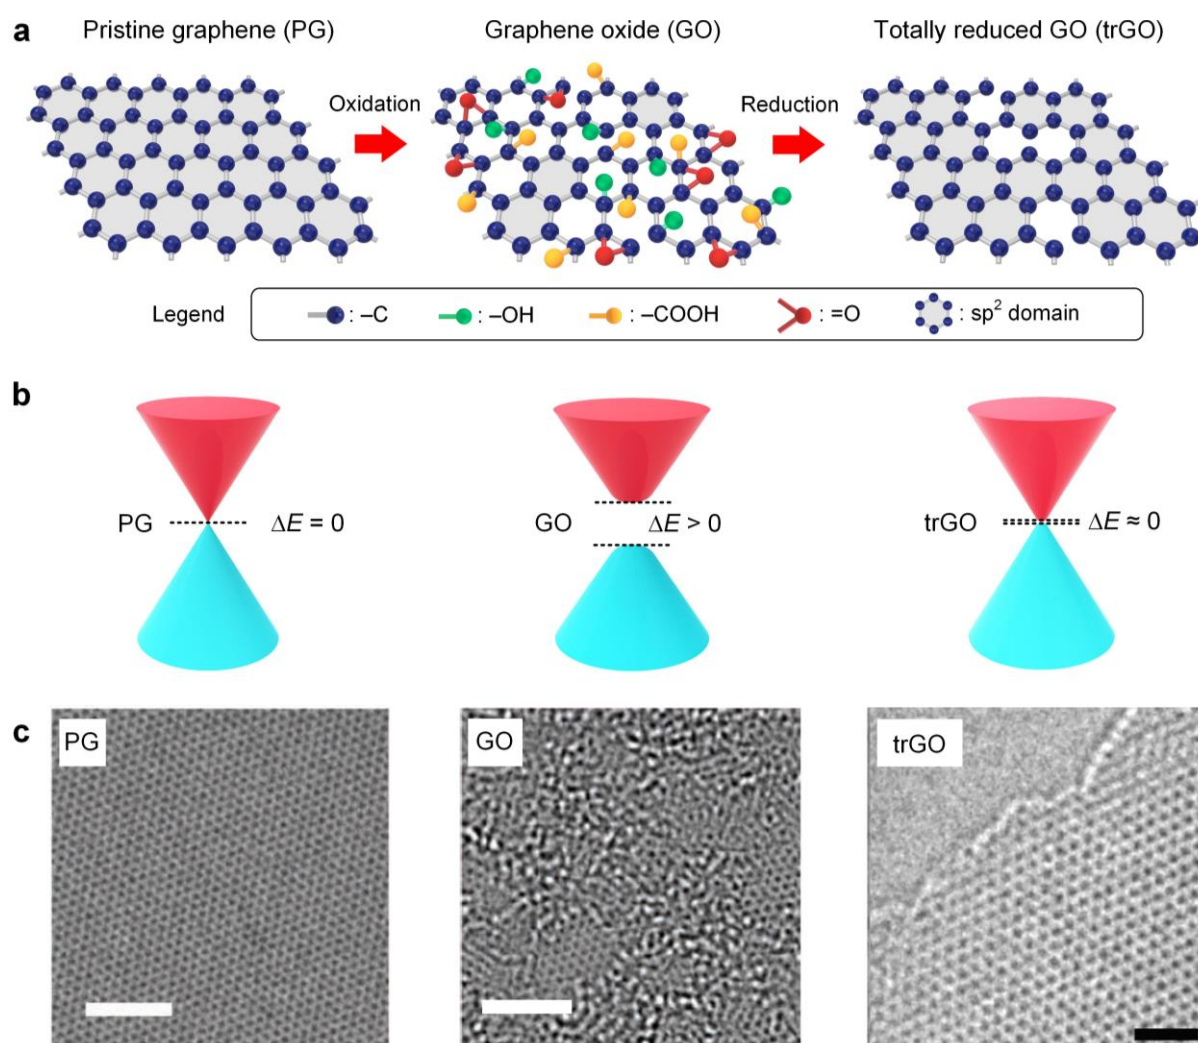 a
Pristine graphene (PG)
Graphene oxide (GO)
Totally reduced GO (trGO)
Oxidation
Reduction
Legend
: –C
: –OH
: –COOH
: =O
: sp² domain
b
PG
ΔE = 0
GO
ΔE > 0
trGO
ΔE ≈ 0
c
PG
GO
trGO